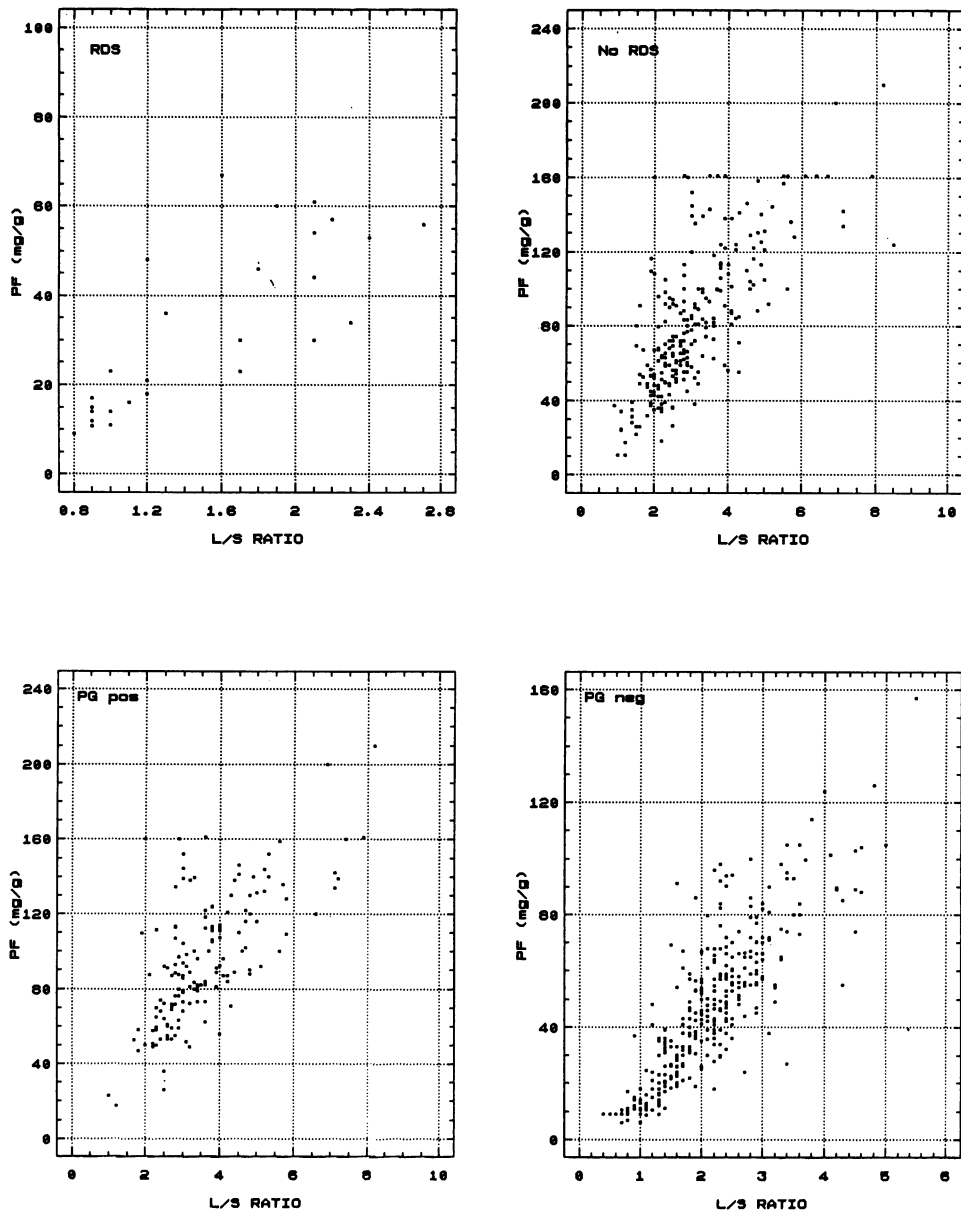 100
80
60
40
20
0
PF (mg/g)
RDS
0.8 1.2 1.6 2 2.4 2.8
L/S RATIO
240
200
160
120
80
40
0
PF (mg/g)
No RDS
0 2 4 6 8 10
L/S RATIO
240
200
160
120
80
40
0
PF (mg/g)
PG pos
0 2 4 6 8 10
L/S RATIO
160
120
80
40
0
PF (mg/g)
PG neg
0 1 2 3 4 5 6
L/S RATIO